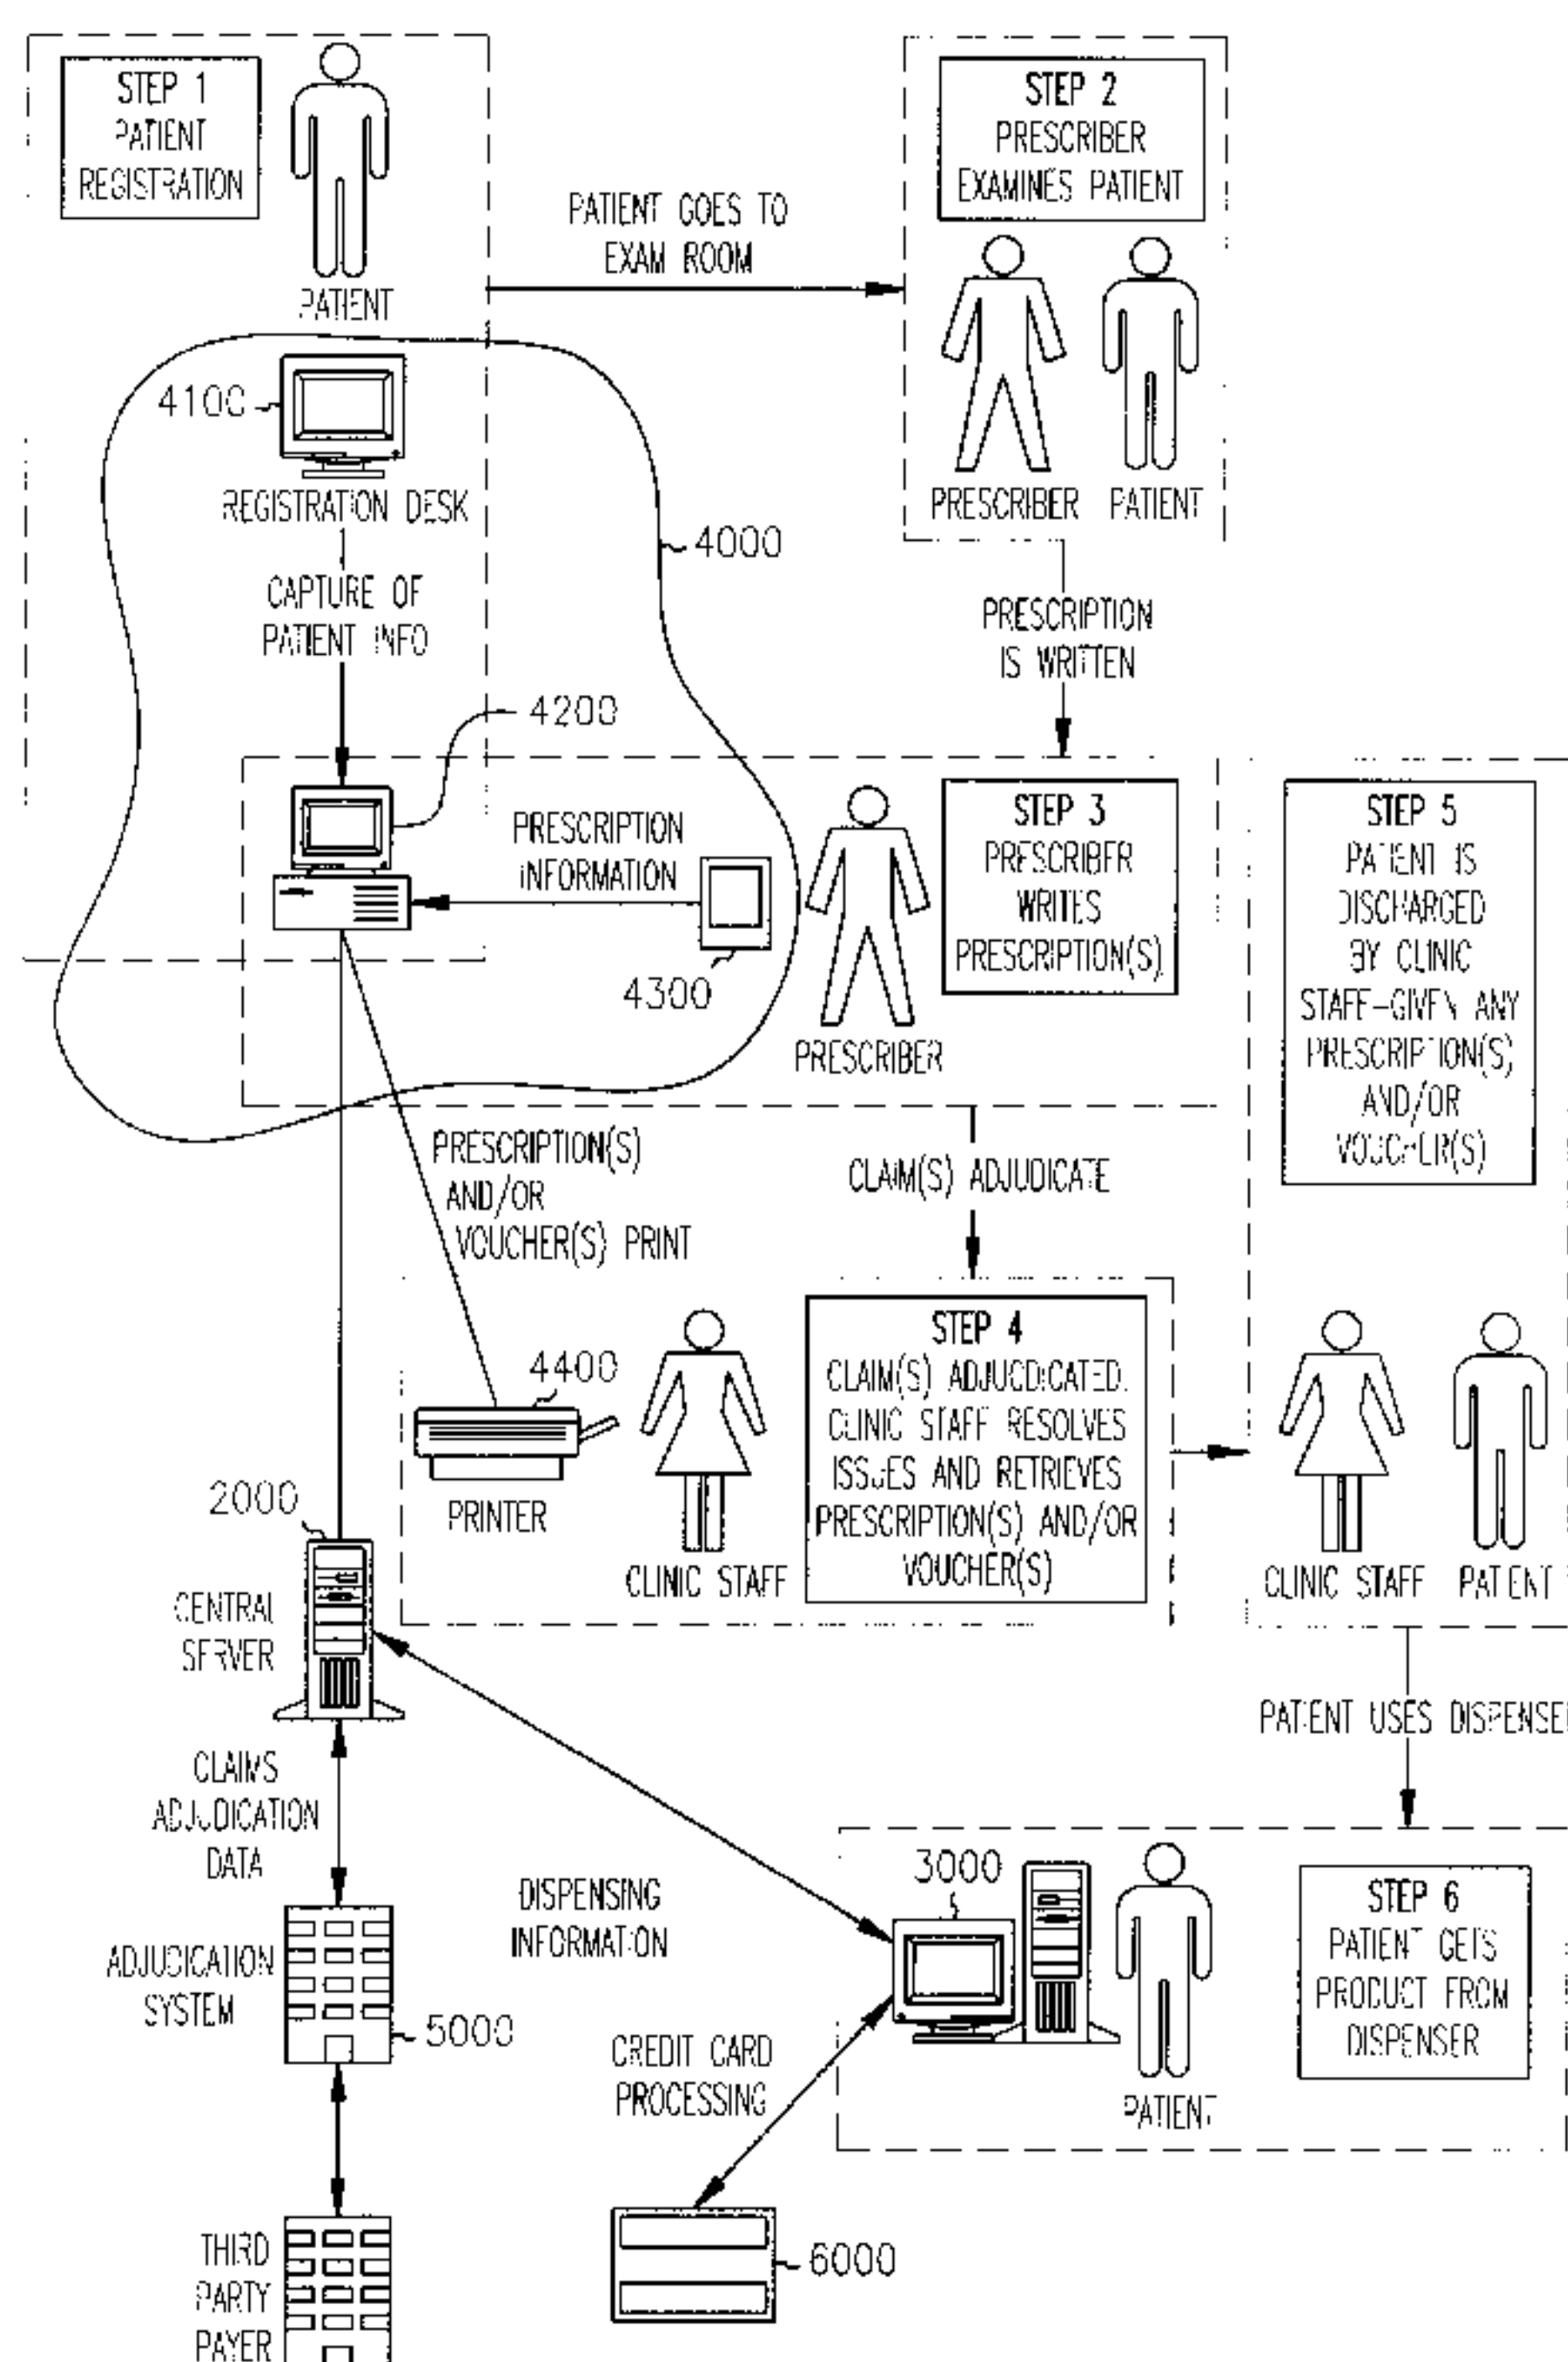 STEP 1
PATIENT
REGISTRATION
PATIENT
PATIENT GOES TO
EXAM ROOM
STEP 2
PRESCRIBER
EXAMINES PATIENT
PRESCRIBER
PATIENT
4100
REGISTRATION DESK
4000
CAPTURE OF
PATIENT INFO
PRESCRIPTION
IS WRITTEN
4200
PRESCRIPTION
INFORMATION
4300
PRESCRIBER
STEP 3
PRESCRIBER
WRITES
PRESCRIPTION(S)
STEP 5
PATIENT IS
DISCHARGED
BY CLINIC
STAFF-GIVEN ANY
PRESCRIPTION(S)
AND/OR
VOUCHER(S)
PRESCRIPTION(S)
AND/OR
VOUCHER(S) PRINT
CLAIM(S) ADJUDICATE
4400
PRINTER
CLINIC STAFF
STEP 4
CLAIM(S) ADJUCDICATED.
CLINIC STAFF RESOLVES
ISSUES AND RETRIEVES
PRESCRIPTION(S) AND/OR
VOUCHER(S)
CLINIC STAFF
PATIENT
2000
CENTRAL
SERVER
PATIENT USES
CLAIMS
ADJUDICATION
DATA
DISPENSING
INFORMATION
3000
PATIENT
STEP 6
PATIENT GETS
PRODUCT FROM
DISPENSER
ADJUDICATION
SYSTEM
5000
CREDIT CARD
PROCESSING
6000
THIRD
PARTY
PAYER